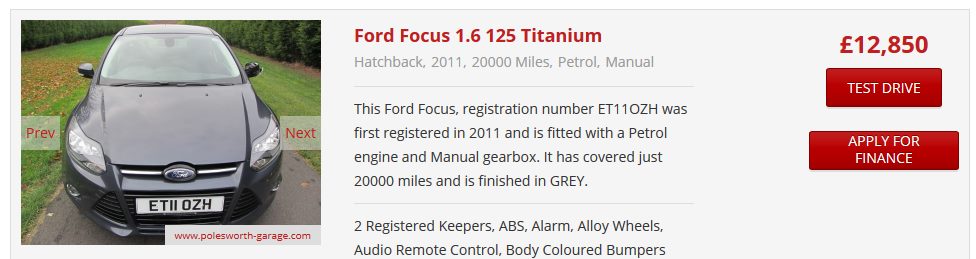 Ford Focus 1.6 125 Titanium
Hatchback, 2011, 20000 Miles, Petrol, Manual
£12,850
TEST DRIVE
APPLY FOR
FINANCE
This Ford Focus, registration number ET11OZH was
first registered in 2011 and is fitted with a Petrol
engine and Manual gearbox. It has covered just
20000 miles and is finished in GREY.
Prev
Next
Ford
ET11 OZH
www.polesworth-garage.com
2 Registered Keepers, ABS, Alarm, Alloy Wheels,
Audio Remote Control, Body Coloured Bumpers